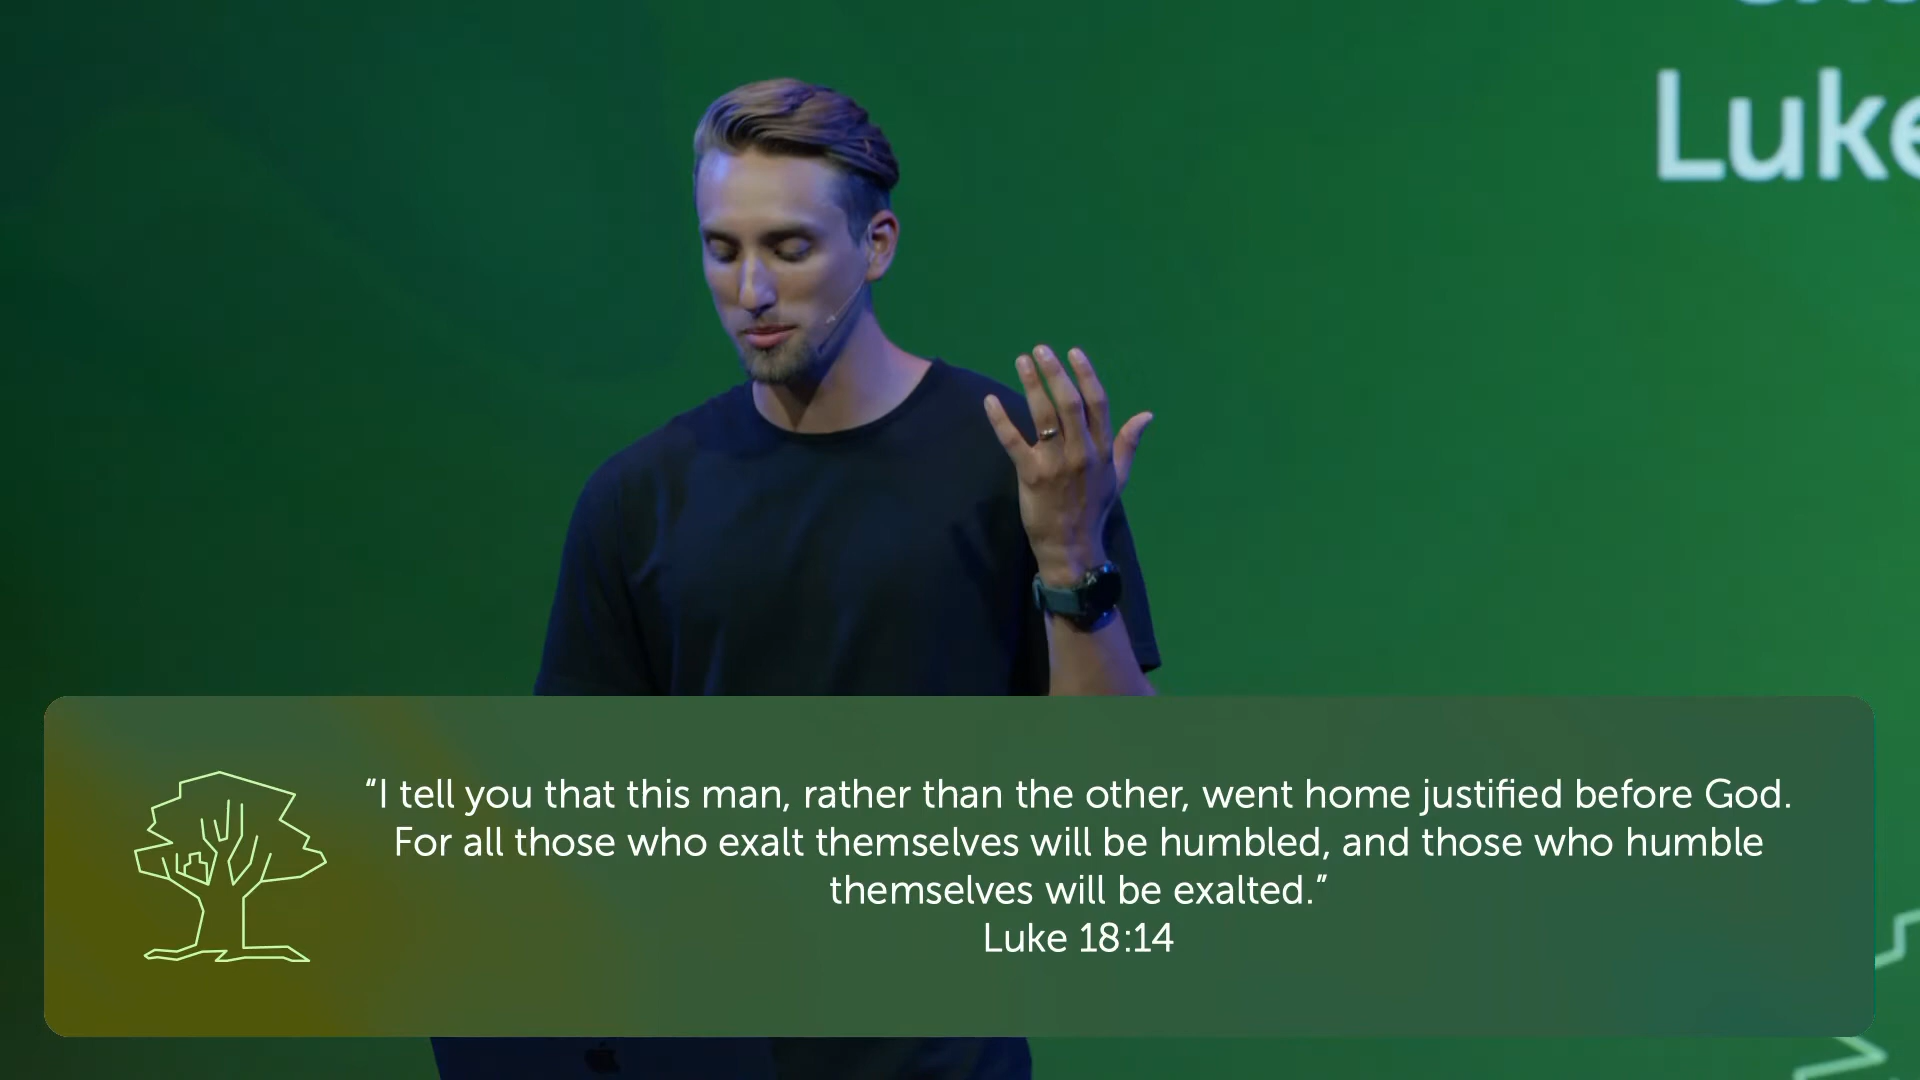 Luke
“I tell you that this man, rather than the other, went home justified before God.
For all those who exalt themselves will be humbled, and those who humble
themselves will be exalted.”
Luke 18:14